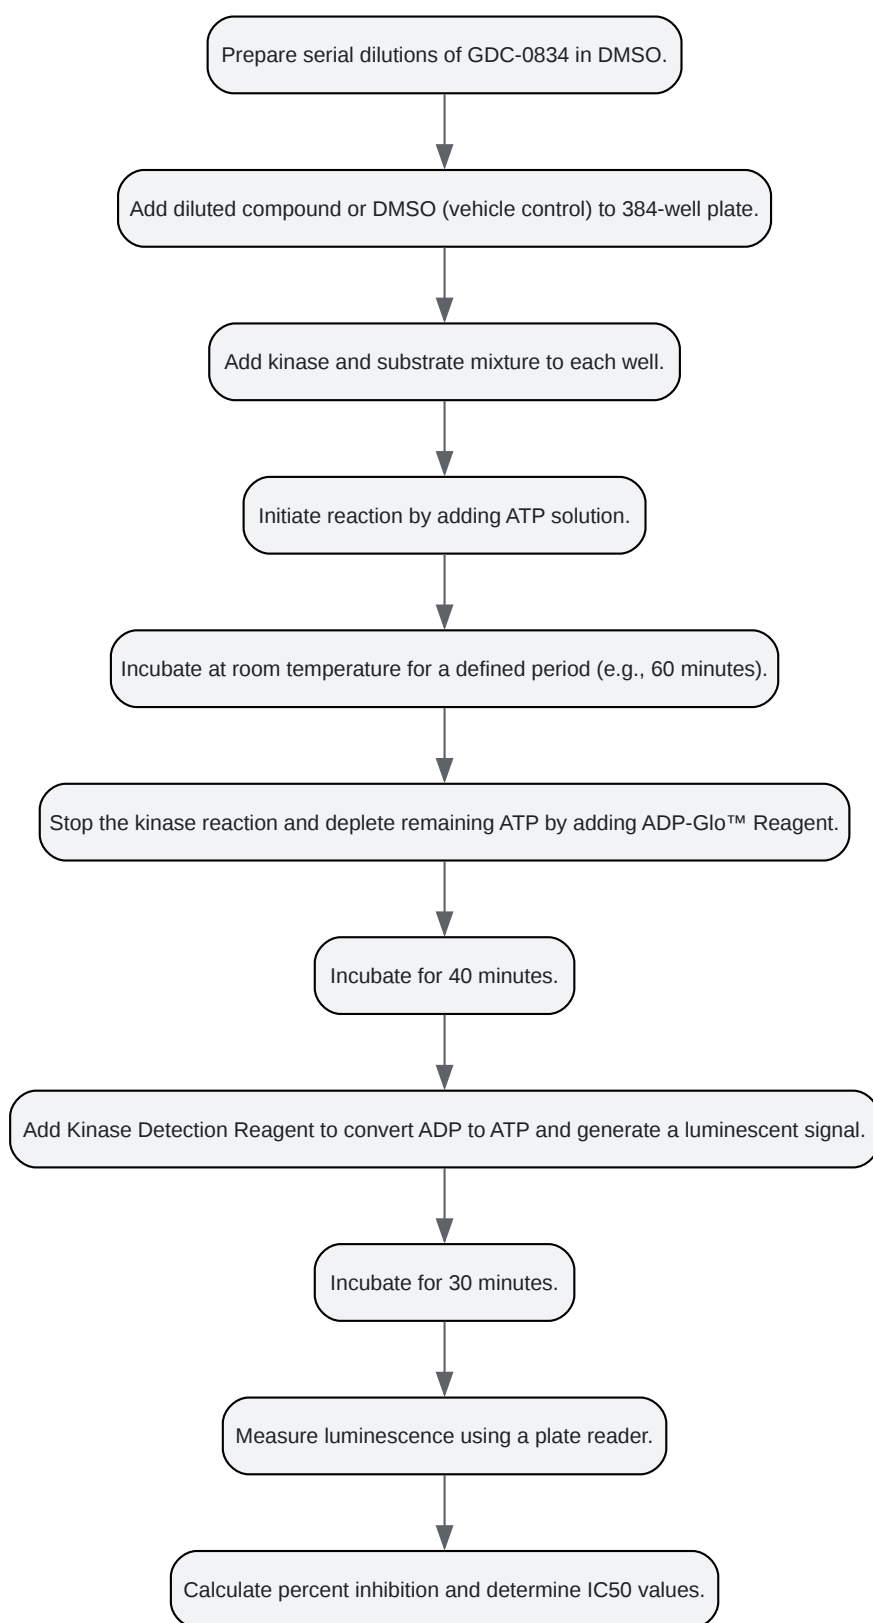 Prepare serial dilutions of GDC-0834 in DMSO.
Add diluted compound or DMSO (vehicle control) to 384-well plate.
Add kinase and substrate mixture to each well.
Initiate reaction by adding ATP solution.
Incubate at room temperature for a defined period (e.g., 60 minutes).
Stop the kinase reaction and deplete remaining ATP by adding ADP-Glo™ Reagent.
Incubate for 40 minutes.
Add Kinase Detection Reagent to convert ADP to ATP and generate a luminescent signal.
Incubate for 30 minutes.
Measure luminescence using a plate reader.
Calculate percent inhibition and determine IC50 values.